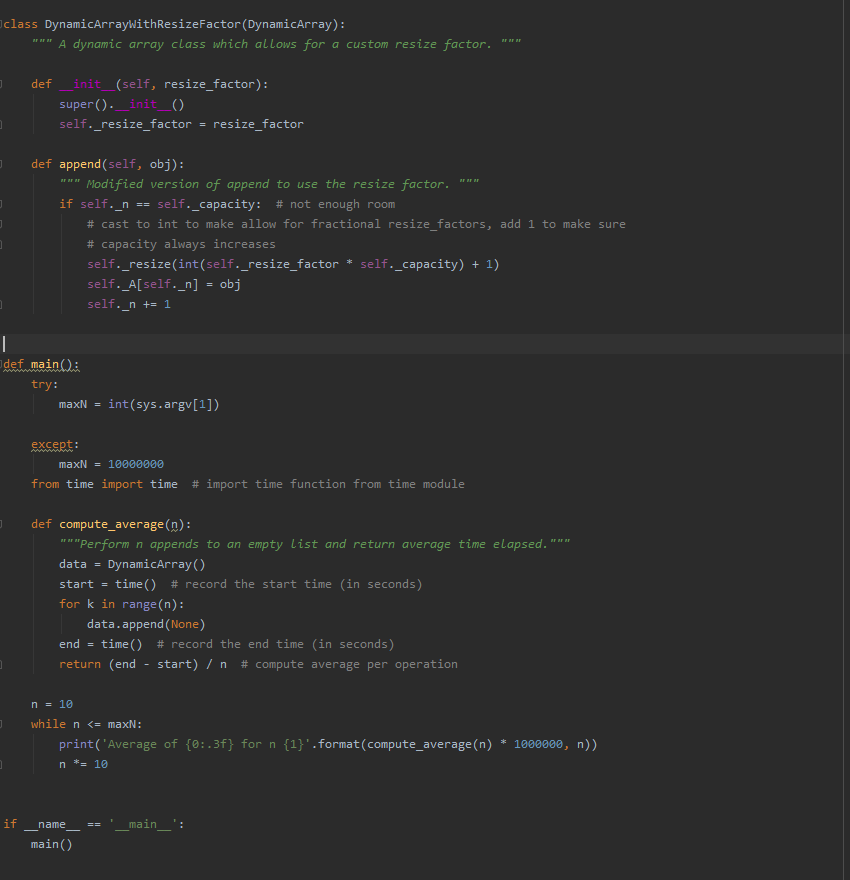 class DynamicArrayWithResizeFactor(DynamicArray):
    """ A dynamic array class which allows for a custom resize factor. """

    def __init__(self, resize_factor):
        super().__init__()
        self._resize_factor = resize_factor

    def append(self, obj):
        """ Modified version of append to use the resize factor. """
        if self._n == self._capacity:  # not enough room
            # cast to int to make allow for fractional resize_factors, add 1 to make sure
            # capacity always increases
            self._resize(int(self._resize_factor * self._capacity) + 1)
            self._A[self._n] = obj
            self._n += 1


def main():
    try:
        maxN = int(sys.argv[1])

    except:
        maxN = 10000000
    from time import time  # import time function from time module

    def compute_average(n):
        """Perform n appends to an empty list and return average time elapsed."""
        data = DynamicArray()
        start = time()  # record the start time (in seconds)
        for k in range(n):
            data.append(None)
        end = time()  # record the end time (in seconds)
        return (end - start) / n  # compute average per operation

    n = 10
    while n <= maxN:
        print('Average of {0:.3f} for n {1}'.format(compute_average(n) * 1000000, n))
        n *= 10


if __name__ == '__main__':
    main()